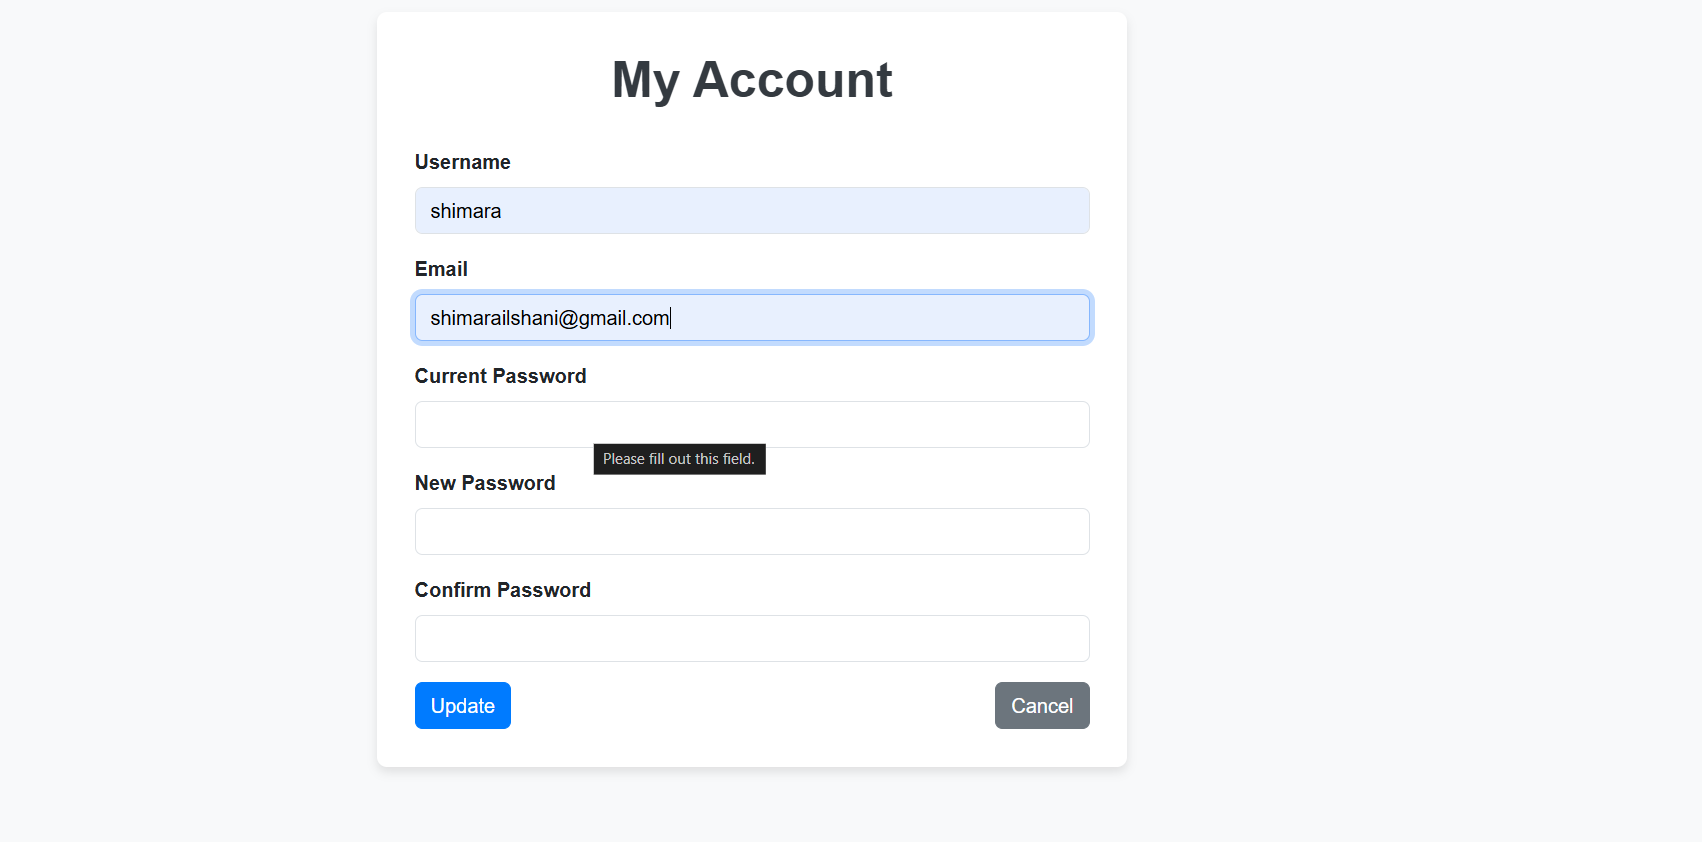 My Account
Username
shimara
Email
shimarailshani@gmail.com
Current Password
Please fill out this field.
New Password
Confirm Password
Update
Cancel